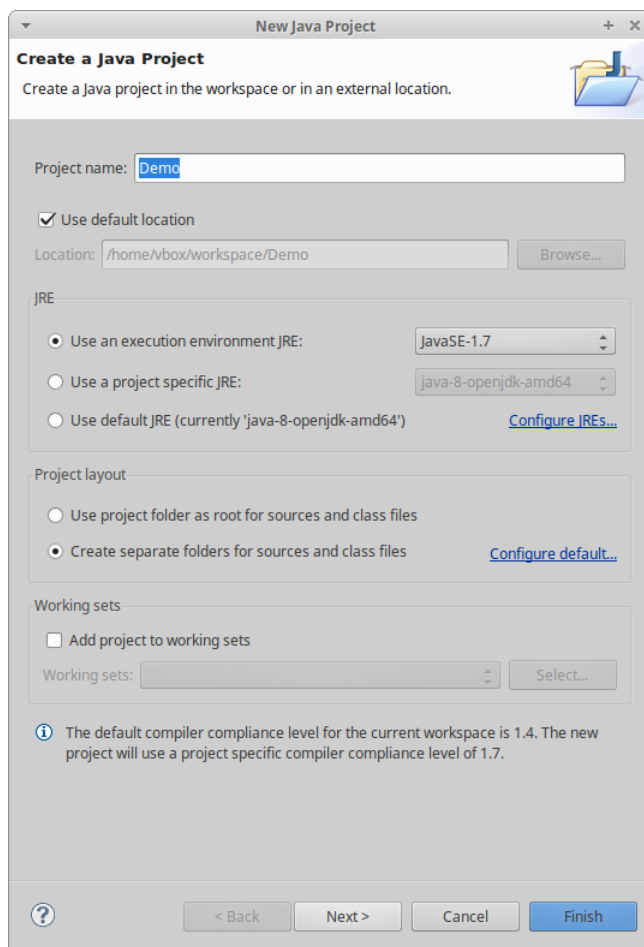 New Java Project
Create a Java Project
Create a Java project in the workspace or in an external location.
Project name: Demo
Use default location
Location: /home/vbox/workspace/Demo Browse...
JRE
Use an execution environment JRE: JavaSE-1.7
Use a project specific JRE: java-8-openjdk-amd64
Use default JRE (currently 'java-8-openjdk-amd64') Configure JREs...
Project layout
Use project folder as root for sources and class files
Create separate folders for sources and class files Configure default...
Working sets
Add project to working sets
Working sets: Select...
The default compiler compliance level for the current workspace is 1.4. The new
project will use a project specific compiler compliance level of 1.7.
< Back Next > Cancel Finish